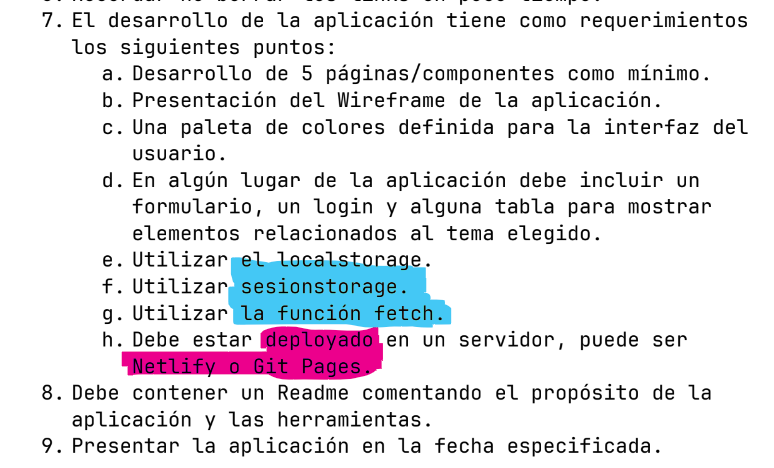 7. El desarrollo de la aplicación tiene como requerimientos
los siguientes puntos:
a. Desarrollo de 5 páginas/componentes como mínimo.
b. Presentación del Wireframe de la aplicación.
c. Una paleta de colores definida para la interfaz del
usuario.
d. En algún lugar de la aplicación debe incluir un
formulario, un login y alguna tabla para mostrar
elementos relacionados al tema elegido.
e. Utilizar el localstorage.
f. Utilizar sesionstorage.
g. Utilizar la función fetch.
h. Debe estar deployado en un servidor, puede ser
Netlify o Git Pages.
8. Debe contener un Readme comentando el propósito de la
aplicación y las herramientas.
9. Presentar la aplicación en la fecha especificada.